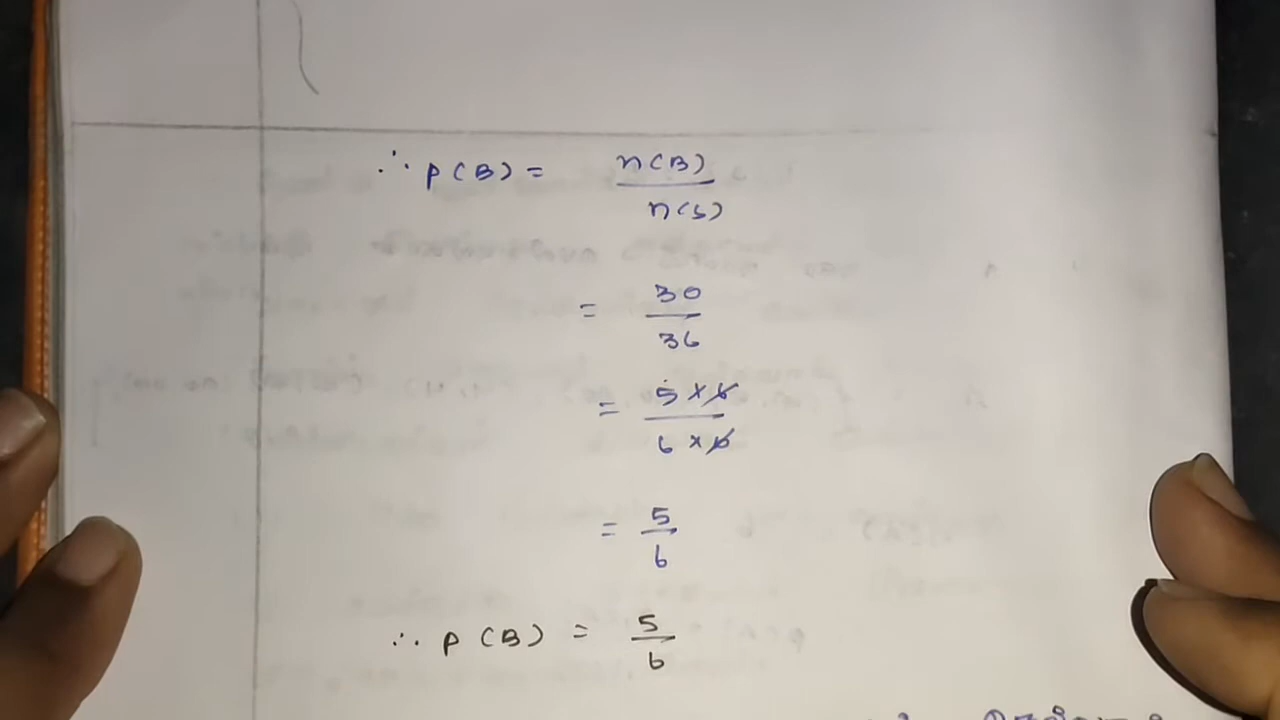 ∴ P(B) = n(B)/n(S)
= 30/36
= 5×6/6×6
= 5/6
∴ P(B) = 5/6